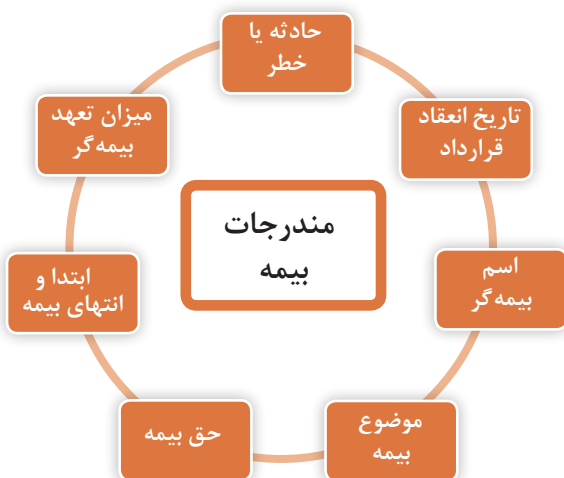 حادثه یا
خطر
تاریخ انعقاد
قرارداد
اسم
بیمه‌گر
موضوع
بیمه
حق بیمه
ابتدا و
انتهای بیمه
میزان تعهد
بیمه‌گر
مندرجات
بیمه